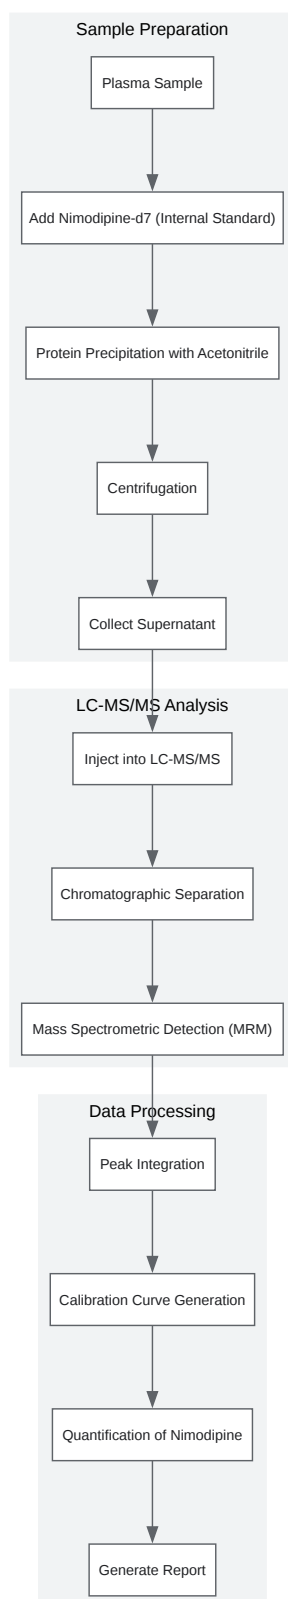 Sample Preparation
Plasma Sample
Add Nimodipine-d7 (Internal Standard)
Protein Precipitation with Acetonitrile
Centrifugation
Collect Supernatant
LC-MS/MS Analysis
Inject into LC-MS/MS
Chromatographic Separation
Mass Spectrometric Detection (MRM)
Data Processing
Peak Integration
Calibration Curve Generation
Quantification of Nimodipine
Generate Report